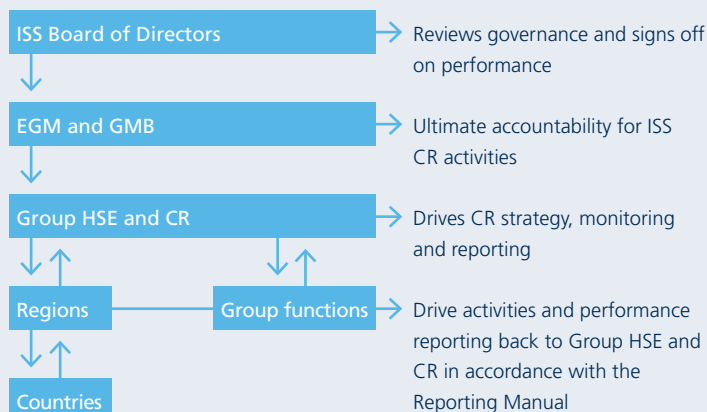 ISS Board of Directors
Reviews governance and signs off
on performance
EGM and GMB
Ultimate accountability for ISS
CR activities
Group HSE and CR
Drives CR strategy, monitoring
and reporting
Regions
Group functions
Drive activities and performance
reporting back to Group HSE and
CR in accordance with the
Reporting Manual
Countries